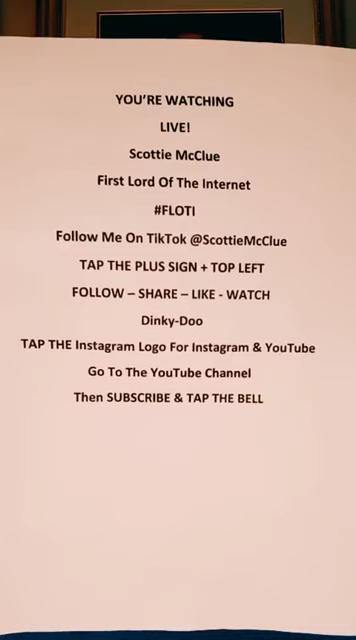 YOU'RE WATCHING
LIVE!
Scottie McClue
First Lord Of The Internet
#FLOTI
Follow Me On TikTok @ScottieMcClue
TAP THE PLUS SIGN + TOP LEFT
FOLLOW – SHARE – LIKE - WATCH
Dinky-Doo
TAP THE Instagram Logo For Instagram & YouTube
Go To The YouTube Channel
Then SUBSCRIBE & TAP THE BELL